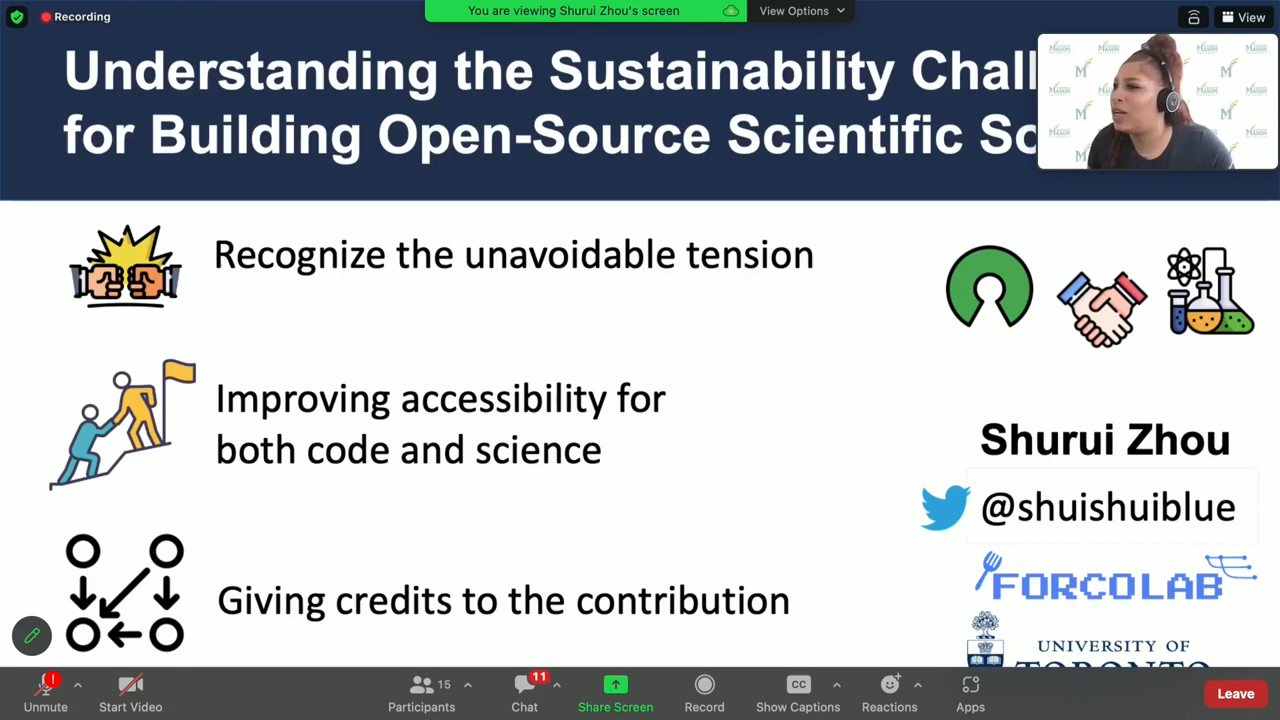 Recording
You are viewing Shurui Zhou's screen
View Options
View
Understanding the Sustainability Chall
for Building Open-Source Scientific So
MASON
Recognize the unavoidable tension
Improving accessibility for
both code and science
Giving credits to the contribution
Shurui Zhou
@shuishuiblue
FORCOLAB
UNIVERSITY OF
TORONTO
Unmute
Start Video
15
Participants
11
Chat
Share Screen
Record
CC
Show Captions
Reactions
Apps
Leave